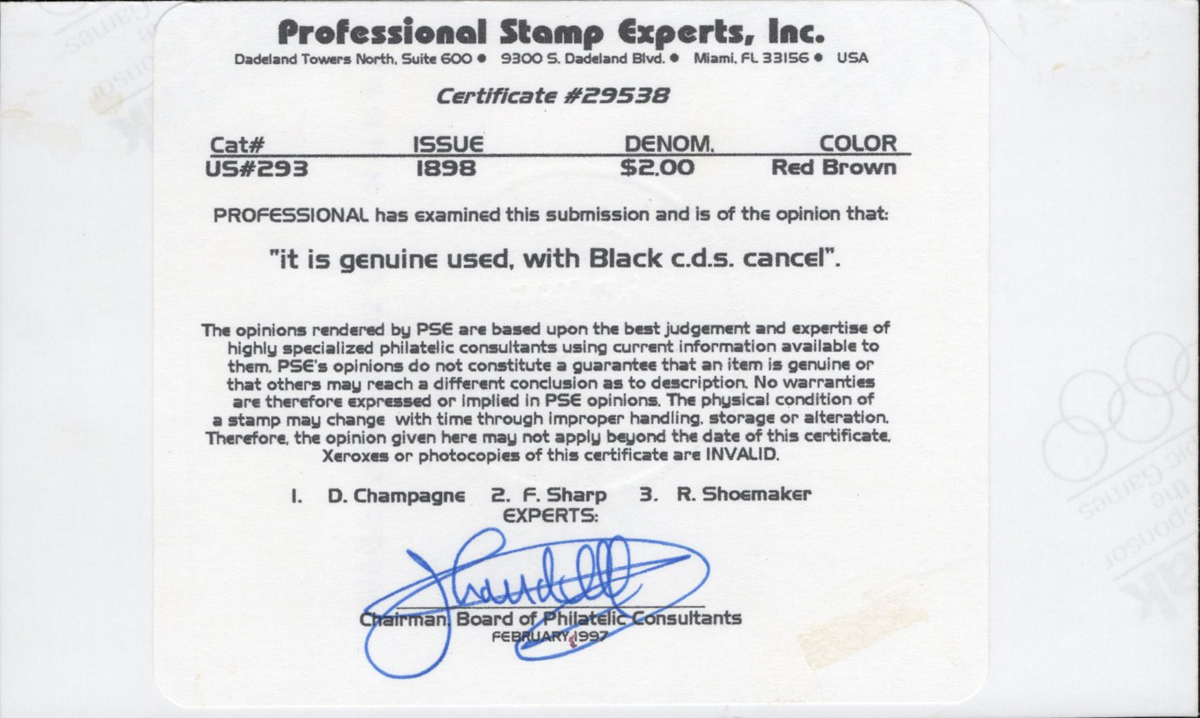 Professional Stamp Experts, Inc.
Dadeland Towers North, Suite 600 ● 9300 S. Dadeland Blvd. ● Miami, FL 33156 ● USA
Certificate #29538
Cat# ISSUE DENOM. COLOR
US#293 1898 $2.00 Red Brown
PROFESSIONAL has examined this submission and is of the opinion that:
"it is genuine used, with Black c.d.s. cancel".
The opinions rendered by PSE are based upon the best judgement and expertise of
highly specialized philatelic consultants using current information available to
them. PSE's opinions do not constitute a guarantee that an item is genuine or
that others may reach a different conclusion as to description. No warranties
are therefore expressed or implied in PSE opinions. The physical condition of
a stamp may change with time through improper handling, storage or alteration.
Therefore, the opinion given here may not apply beyond the date of this certificate.
Xeroxes or photocopies of this certificate are INVALID.
1. D. Champagne 2. F. Sharp 3. R. Shoemaker
EXPERTS:
Chairman, Board of Philatelic Consultants
FEBRUARY, 1997